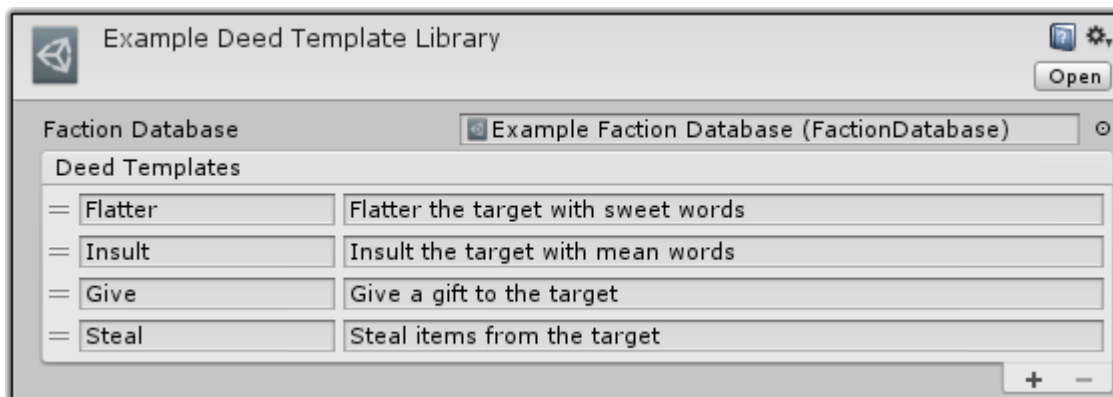 Example Deed Template Library
Open
Faction Database Example Faction Database (FactionDatabase)
Deed Templates
Flatter Flatter the target with sweet words
Insult Insult the target with mean words
Give Give a gift to the target
Steal Steal items from the target